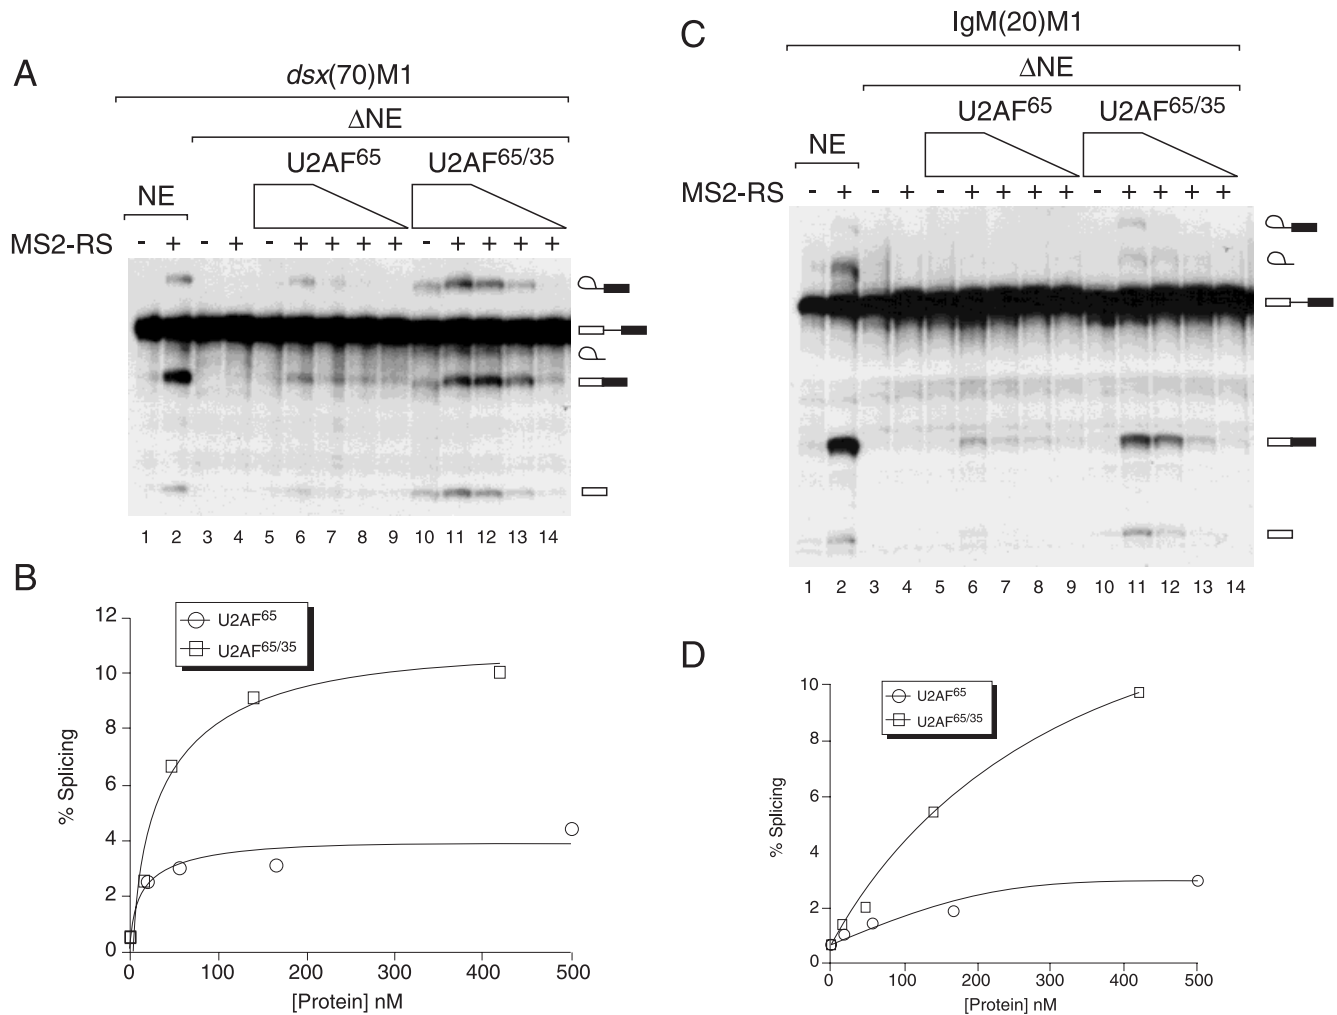 A
dsx(70)M1
ΔNE
U2AF65 U2AF65/35
NE
MS2-RS - + - + - + + + + - + + + +
1 2 3 4 5 6 7 8 9 10 11 12 13 14
B
U2AF65
U2AF65/35
12
10
8
6
4
2
0
% Splicing
0 100 200 300 400 500
[Protein] nM
C
IgM(20)M1
ΔNE
U2AF65 U2AF65/35
NE
MS2-RS - + - + - + + + + - + + + +
1 2 3 4 5 6 7 8 9 10 11 12 13 14
D
U2AF65
U2AF65/35
10
8
6
4
2
0
% Splicing
0 100 200 300 400 500
[Protein] nM